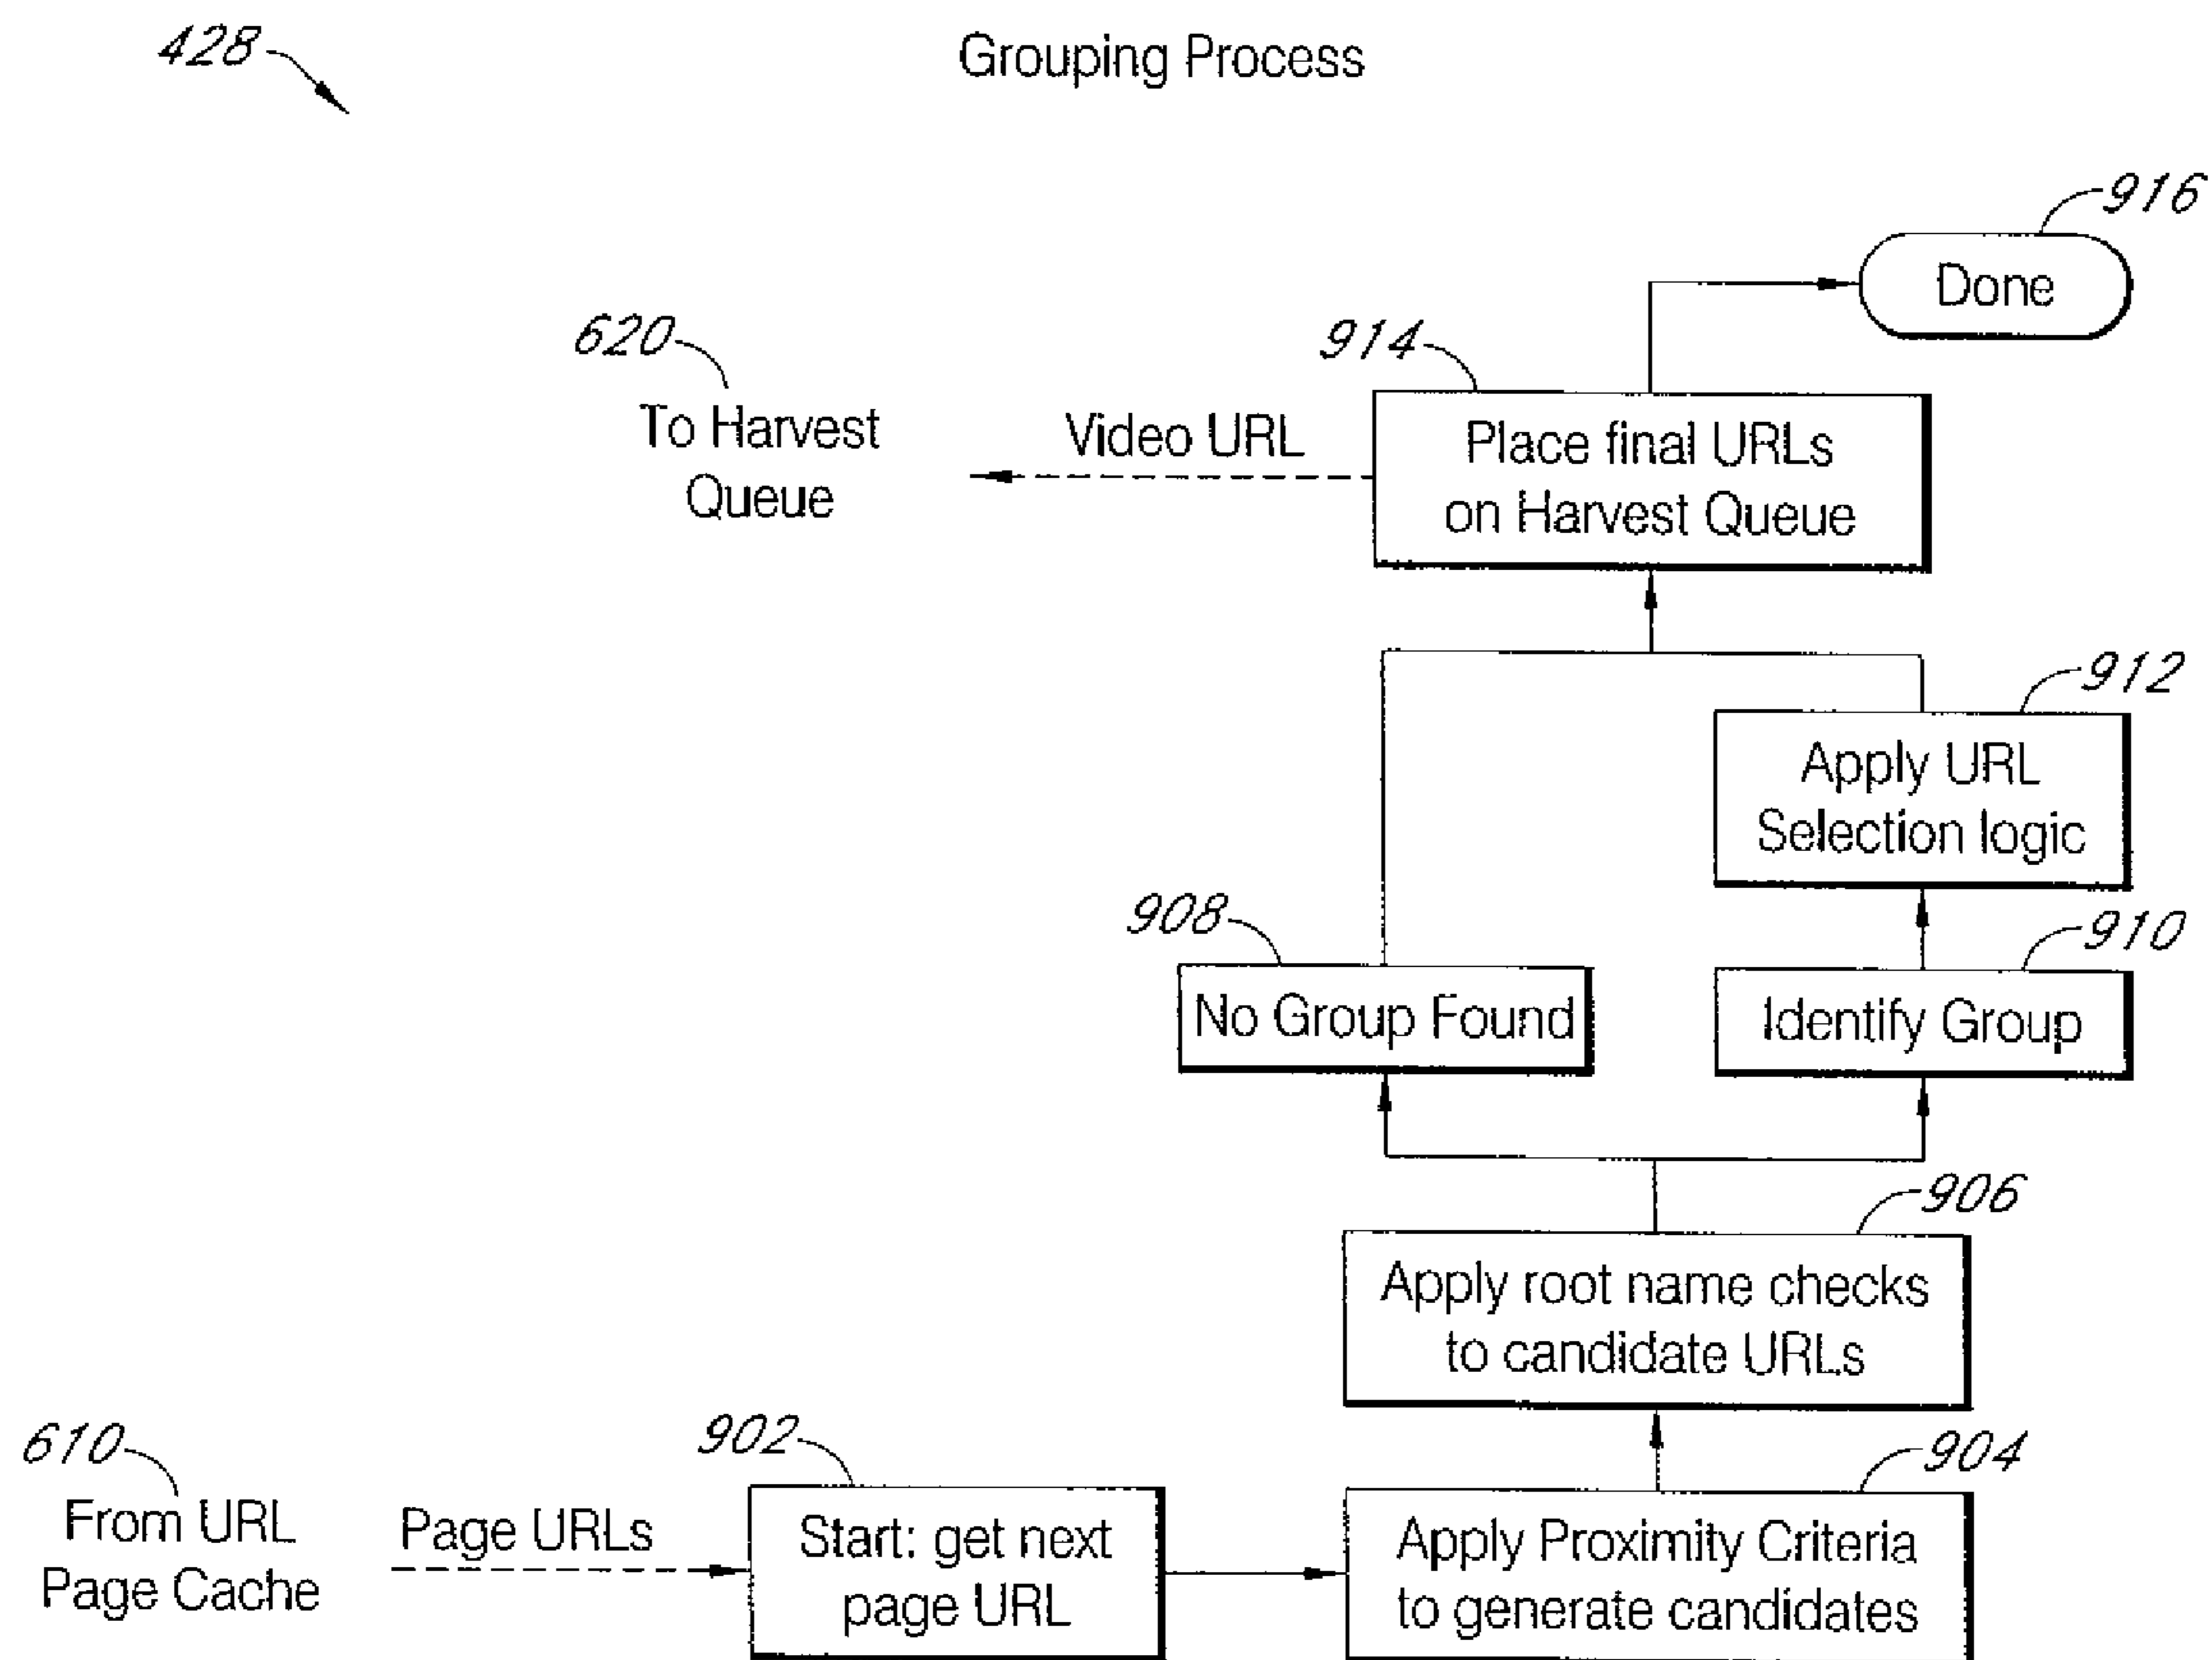 428
Grouping Process
916
Done
620
To Harvest
Queue
Video URL
914
Place final URLs
on Harvest Queue
912
Apply URL
Selection logic
908
No Group Found
910
Identify Group
906
Apply root name checks
to candidate URLs
610
From URL
Page Cache
Page URLs
902
Start: get next
page URL
904
Apply Proximity Criteria
to generate candidates